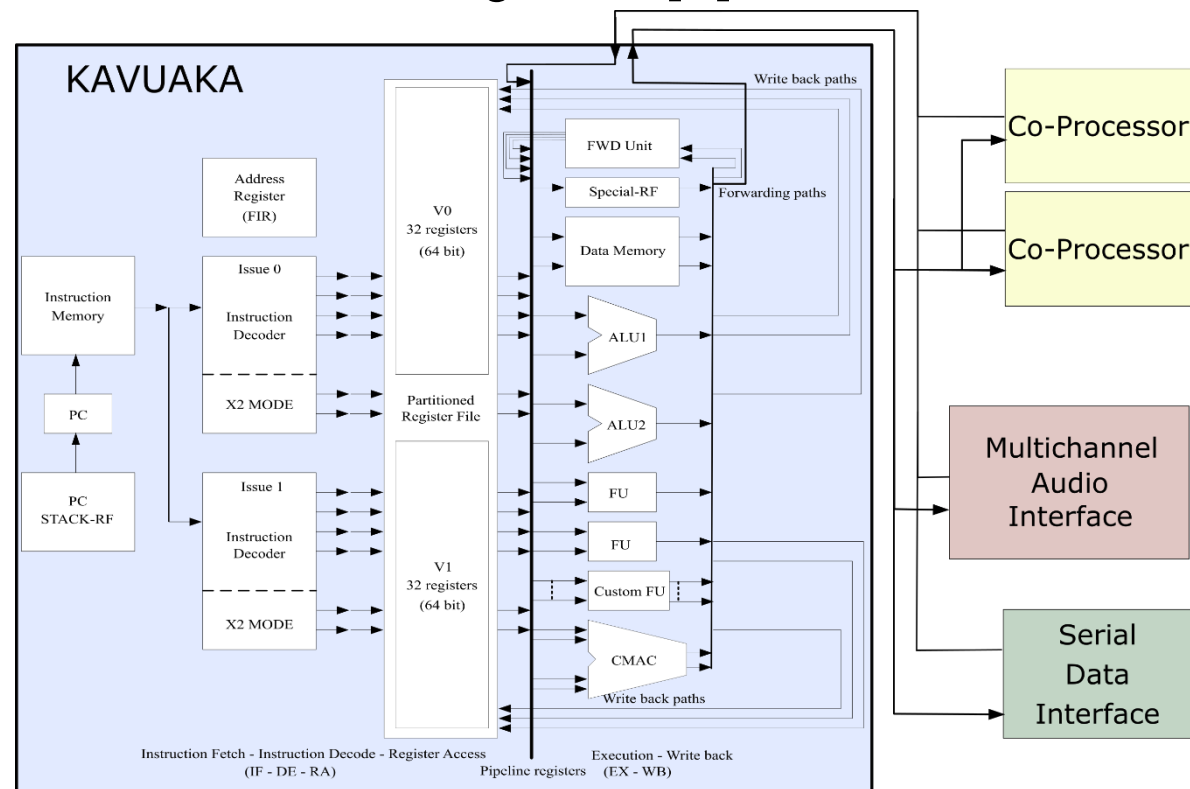 KAVUAKA
Write back paths
Co-Processor
Co-Processor
FWD Unit
Special-RF
Forwarding paths
Data Memory
Address
Register
(FIR)
V0
32 registers
(64 bit)
Instruction
Memory
PC
PC
STACK-RF
Issue 0
Instruction
Decoder
X2 MODE
Partitioned
Register File
ALU1
ALU2
Issue 1
Instruction
Decoder
X2 MODE
V1
32 registers
(64 bit)
FU
FU
Custom FU
CMAC
Write back paths
Multichannel
Audio
Interface
Serial
Data
Interface
Instruction Fetch - Instruction Decode - Register Access
(IF - DE - RA)
Pipeline registers
Execution - Write back
(EX - WB)